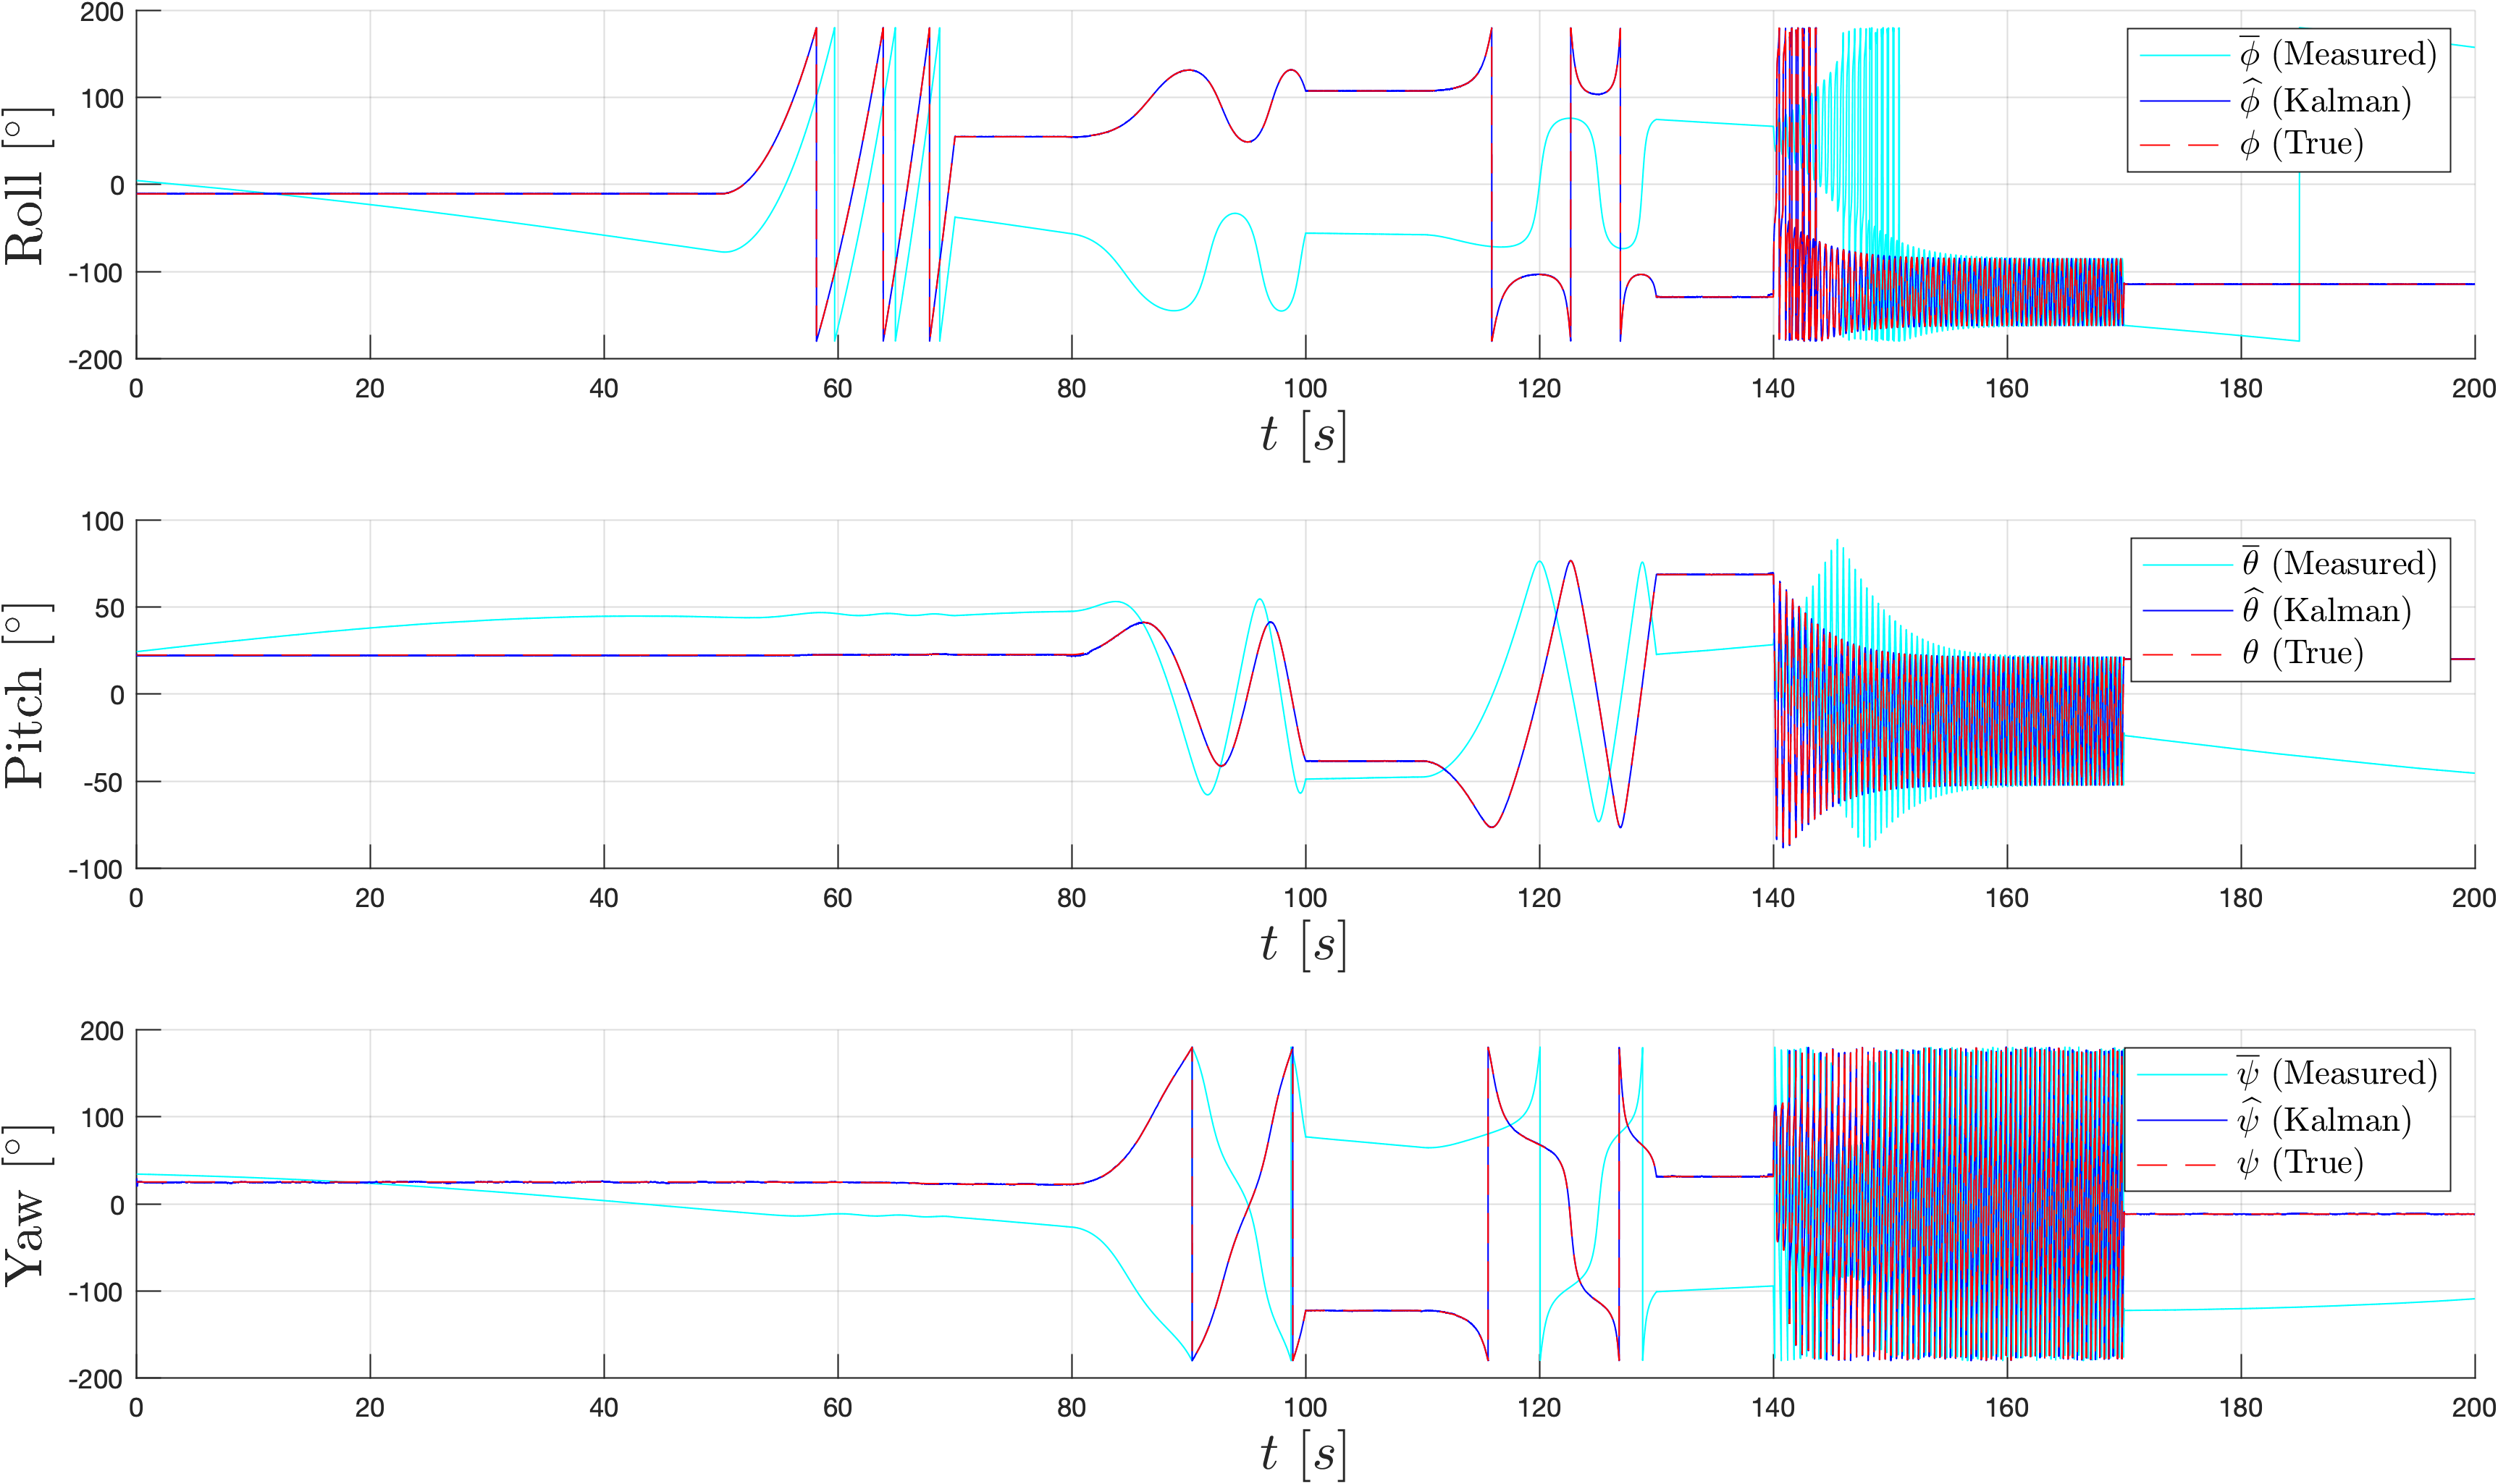 Roll [°]
200
100
0
-100
-200
ϕ̅ (Measured)
ϕ̂ (Kalman)
ϕ (True)
0 20 40 60 80 100 120 140 160 180 200
t [s]
Pitch [°]
100
50
0
-50
-100
θ̅ (Measured)
θ̂ (Kalman)
θ (True)
0 20 40 60 80 100 120 140 160 180 200
t [s]
Yaw [°]
200
100
0
-100
-200
ψ̅ (Measured)
ψ̂ (Kalman)
ψ (True)
0 20 40 60 80 100 120 140 160 180 200
t [s]